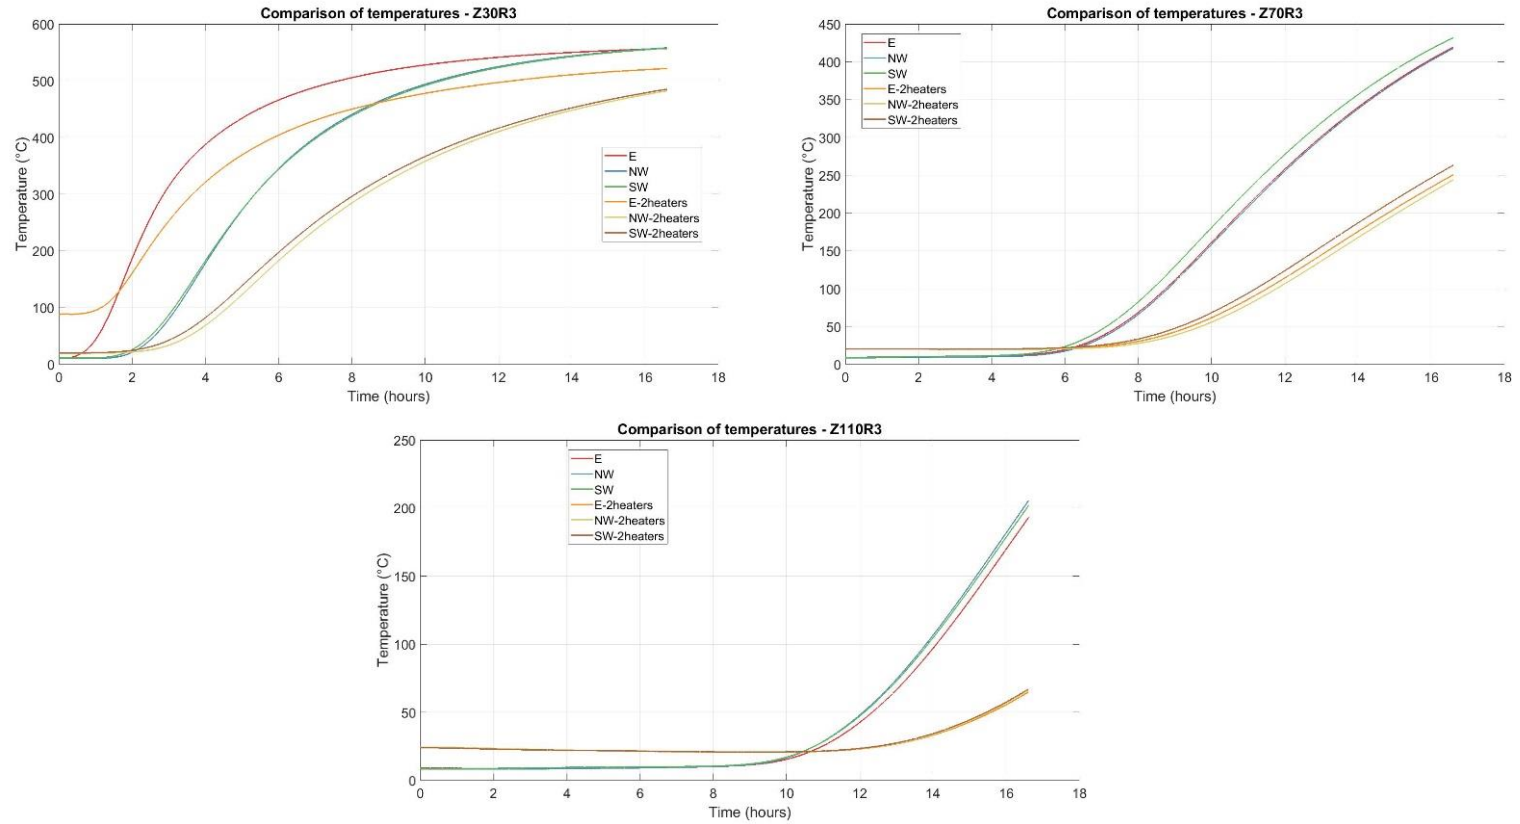 Comparison of temperatures - Z30R3
600
500
400
300
200
100
0
Temperature (°C)
0 2 4 6 8 10 12 14 16 18
Time (hours)
E
NW
SW
E-2heaters
NW-2heaters
SW-2heaters
Comparison of temperatures - Z70R3
450
400
350
300
250
200
150
100
50
0
Temperature (°C)
0 2 4 6 8 10 12 14 16 18
Time (hours)
E
NW
SW
E-2heaters
NW-2heaters
SW-2heaters
Comparison of temperatures - Z110R3
250
200
150
100
50
0
Temperature (°C)
0 2 4 6 8 10 12 14 16 18
Time (hours)
E
NW
SW
E-2heaters
NW-2heaters
SW-2heaters